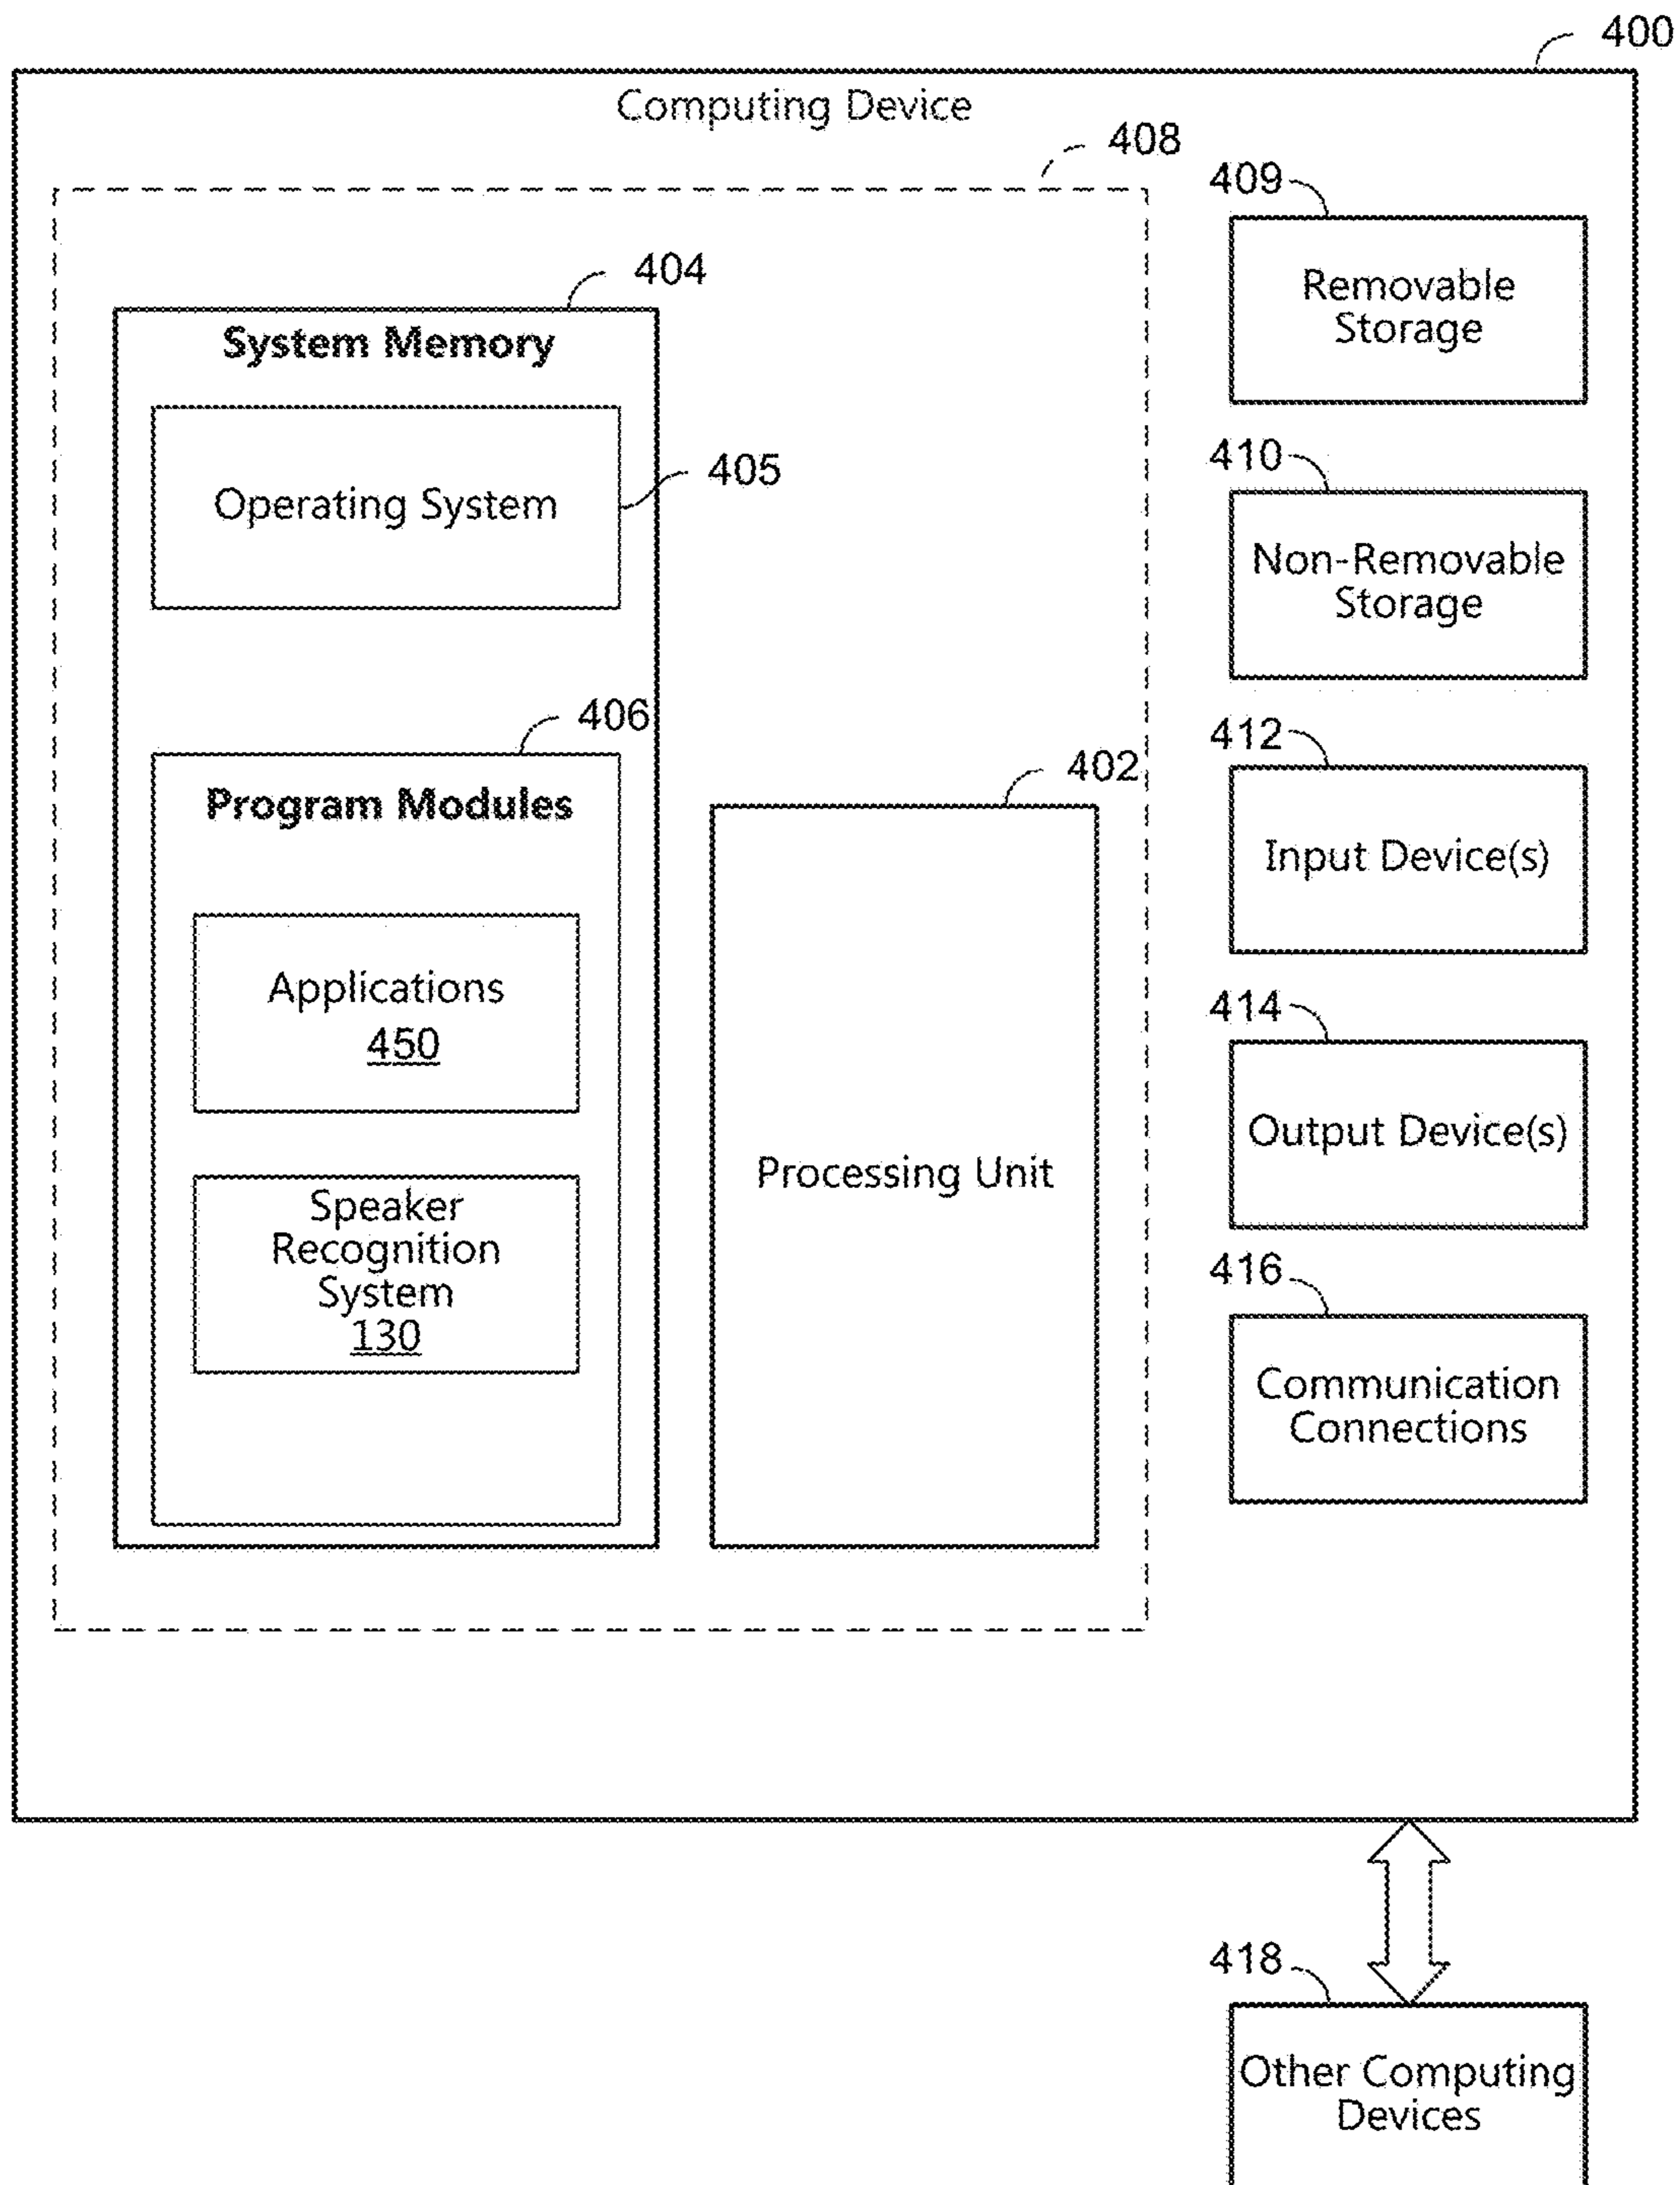 400
Computing Device
408
409
Removable
Storage
404
System Memory
Operating System
405
410
Non-Removable
Storage
406
Program Modules
402
412
Input Device(s)
Applications
450
Processing Unit
414
Output Device(s)
Speaker
Recognition
System
130
416
Communication
Connections
418
Other Computing
Devices